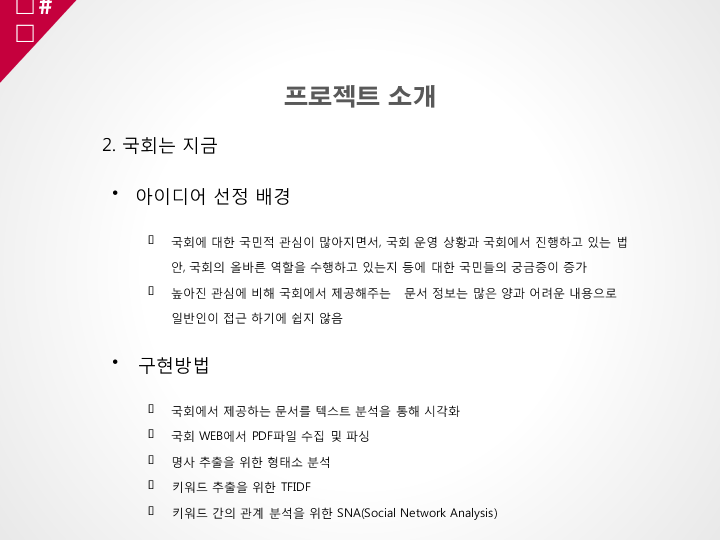 #
프로젝트 소개
2. 국회는 지금
• 아이디어 선정 배경
국회에 대한 국민적 관심이 많아지면서, 국회 운영 상황과 국회에서 진행하고 있는 법
안, 국회의 올바른 역할을 수행하고 있는지 등에 대한 국민들의 궁금증이 증가
높아진 관심에 비해 국회에서 제공해주는 문서 정보는 많은 양과 어려운 내용으로
일반인이 접근 하기에 쉽지 않음
• 구현방법
국회에서 제공하는 문서를 텍스트 분석을 통해 시각화
국회 WEB에서 PDF파일 수집 및 파싱
명사 추출을 위한 형태소 분석
키워드 추출을 위한 TFIDF
키워드 간의 관계 분석을 위한 SNA(Social Network Analysis)